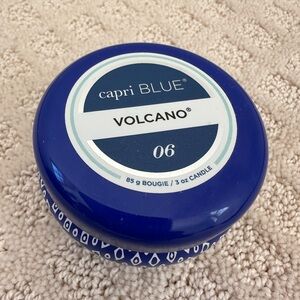 capri BLUE®
VOLCANO®
06
85 g BOUGIE / 3 oz CANDLE